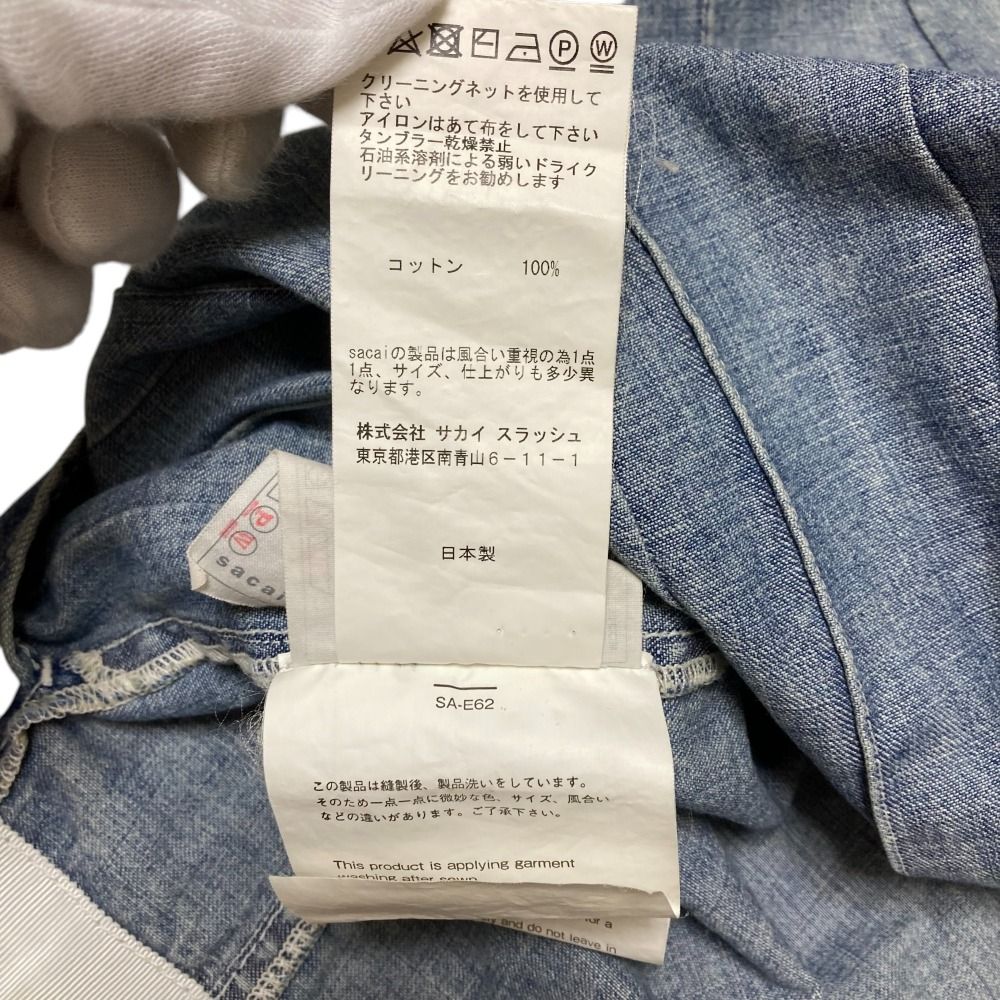 P W
クリーニングネットを使用して
下さい
アイロンはあて布をして下さい
タンブラー乾燥禁止
石油系溶剤による弱いドライク
リーニングをお勧めします
コットン 100%
sacaiの製品は風合い重視の為1点
1点、サイズ、仕上がりも多少異
なります。
株式会社 サカイ スラッシュ
東京都港区南青山6-11-1
日本製
P
W
sacai
SA-E62
この製品は縫製後、製品洗いをしています。
そのため一点一点に微妙な色、サイズ、風合い
などの違いがあります。ご了承下さい。
This product is applying garment
washing after sewn
for a
and do not leave in